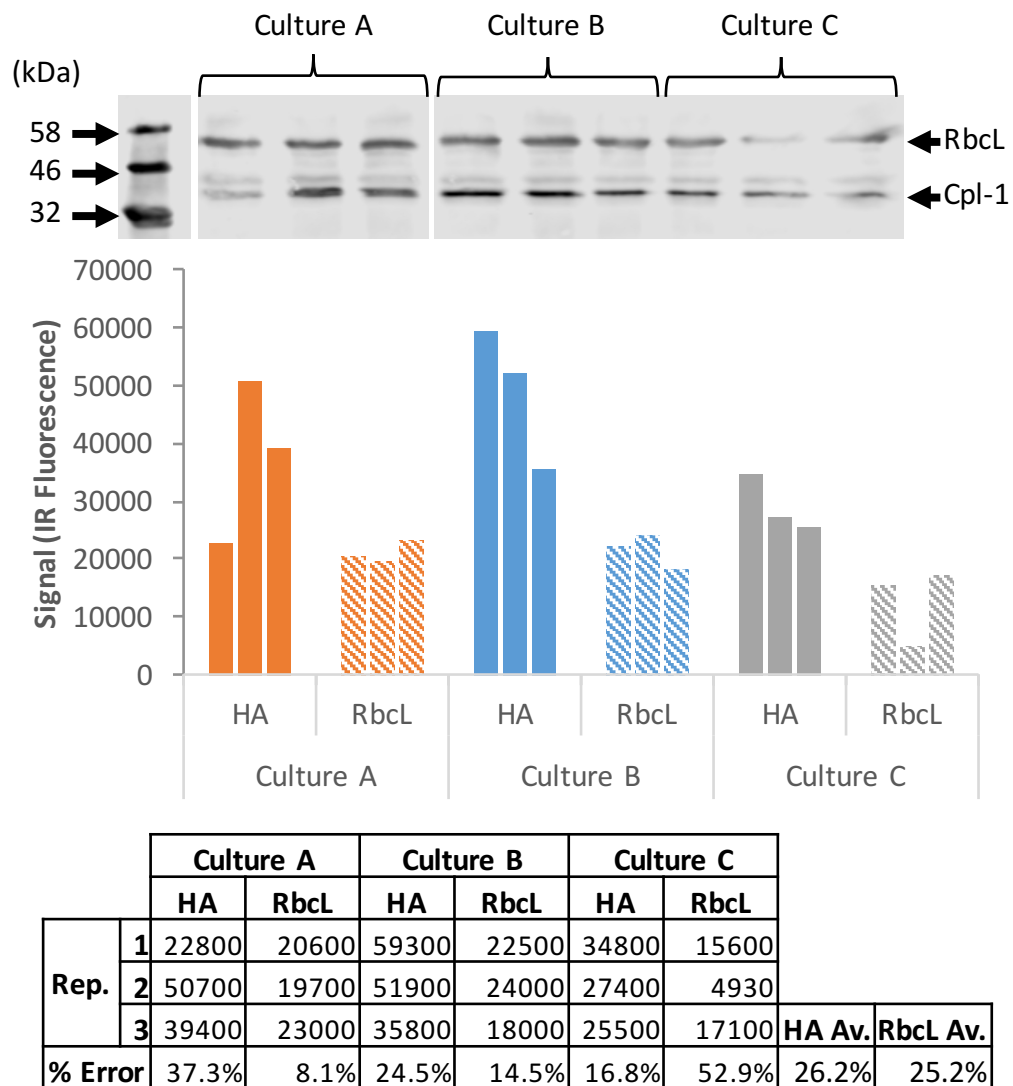 Culture A Culture B Culture C
(kDa)
58 RbcL
46
32 Cpl-1
70000
60000
50000
40000
30000
20000
10000
0
Signal (IR Fluorescence)
HA RbcL HA RbcL HA RbcL
Culture A Culture B Culture C
Culture A Culture B Culture C
HA RbcL HA RbcL HA RbcL
1 22800 20600 59300 22500 34800 15600
Rep. 2 50700 19700 51900 24000 27400 4930
3 39400 23000 35800 18000 25500 17100 HA Av. RbcL Av.
% Error 37.3% 8.1% 24.5% 14.5% 16.8% 52.9% 26.2% 25.2%